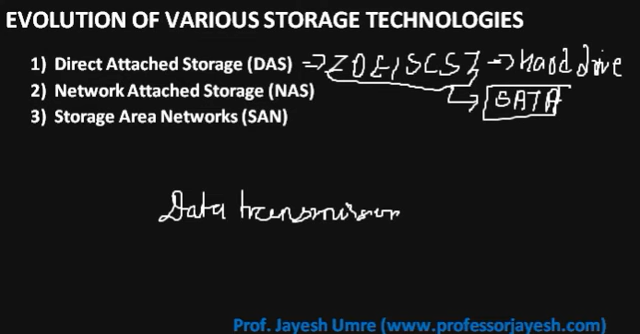 EVOLUTION OF VARIOUS STORAGE TECHNOLOGIES
1) Direct Attached Storage (DAS) => IDE/SCSI -> hard drive
2) Network Attached Storage (NAS)
SATA
3) Storage Area Networks (SAN)
Data transmission
Prof. Jayesh Umre (www.professorjayesh.com)